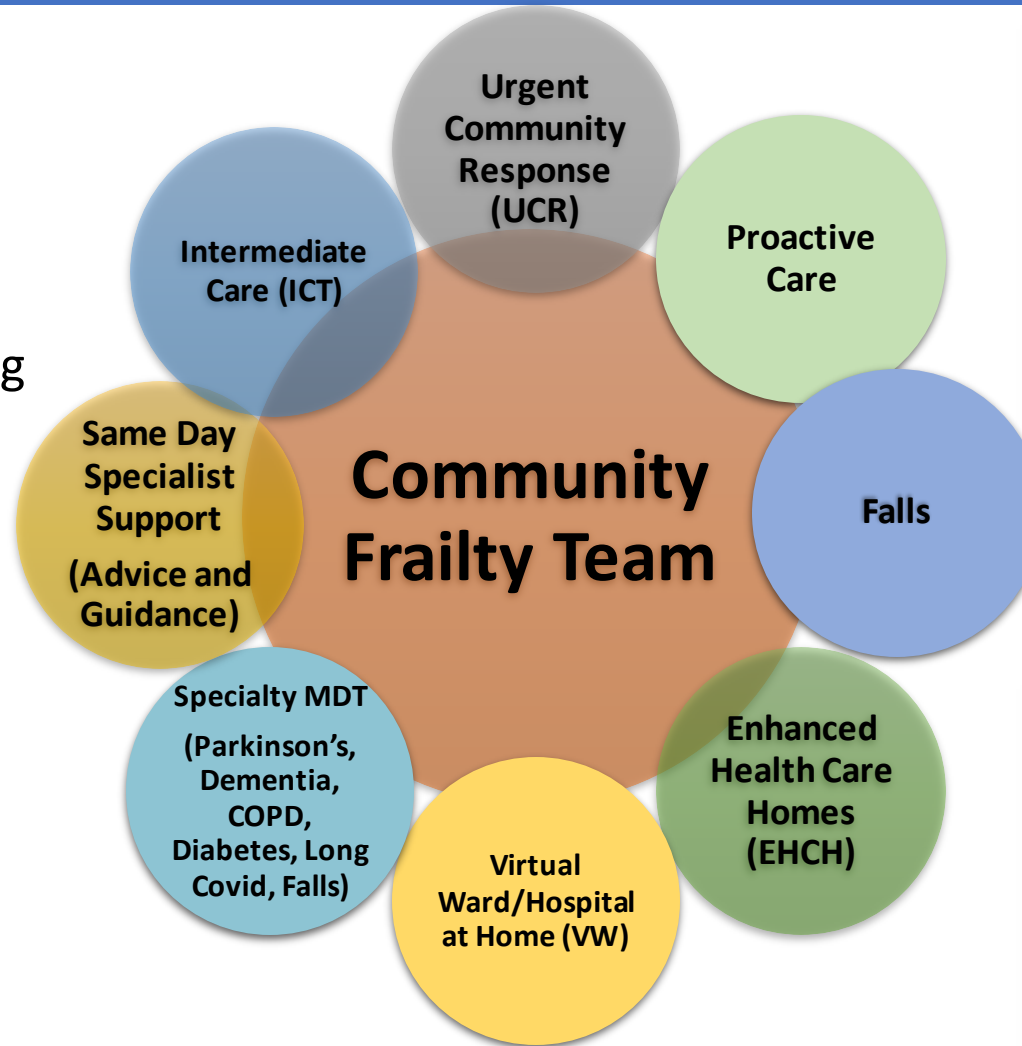 Urgent
Community
Response
(UCR)
Proactive
Care
Intermediate
Care (ICT)
g
Same Day
Specialist
Support
(Advice and
Guidance)
Community
Frailty Team
Falls
Specialty MDT
(Parkinson’s,
Dementia,
COPD,
Diabetes, Long
Covid, Falls)
Virtual
Ward/Hospital
at Home (VW)
Enhanced
Health Care
Homes
(EHCH)